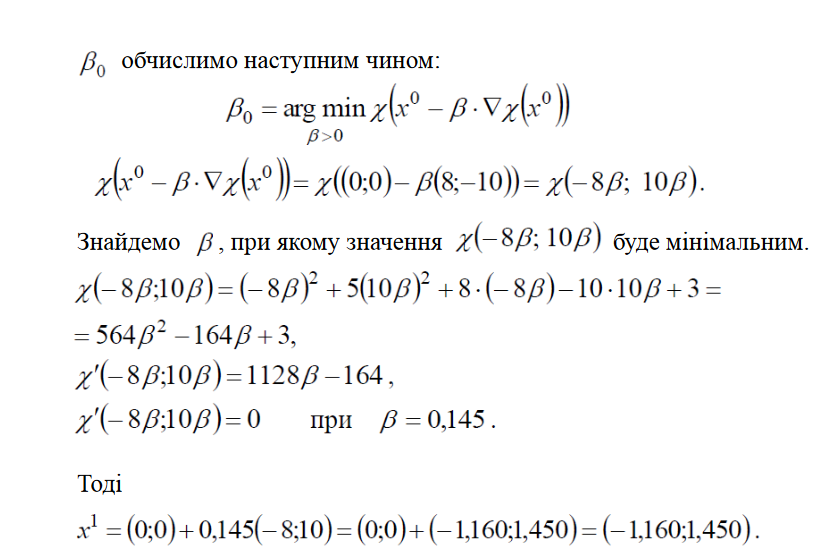 β₀ обчислимо наступним чином:
β₀ = arg min χ(x⁰ − β · ∇χ(x⁰))
β>0
χ(x⁰ − β · ∇χ(x⁰)) = χ((0;0) − β(8;−10)) = χ(−8β; 10β).
Знайдемо β, при якому значення χ(−8β; 10β) буде мінімальним.
χ(−8β;10β) = (−8β)² + 5(10β)² + 8 · (−8β) − 10 · 10β + 3 =
= 564β² − 164β + 3,
χ′(−8β;10β) = 1128β − 164,
χ′(−8β;10β) = 0 при β = 0,145.
Тоді
x¹ = (0;0) + 0,145(−8;10) = (0;0) + (−1,160;1,450) = (−1,160;1,450).